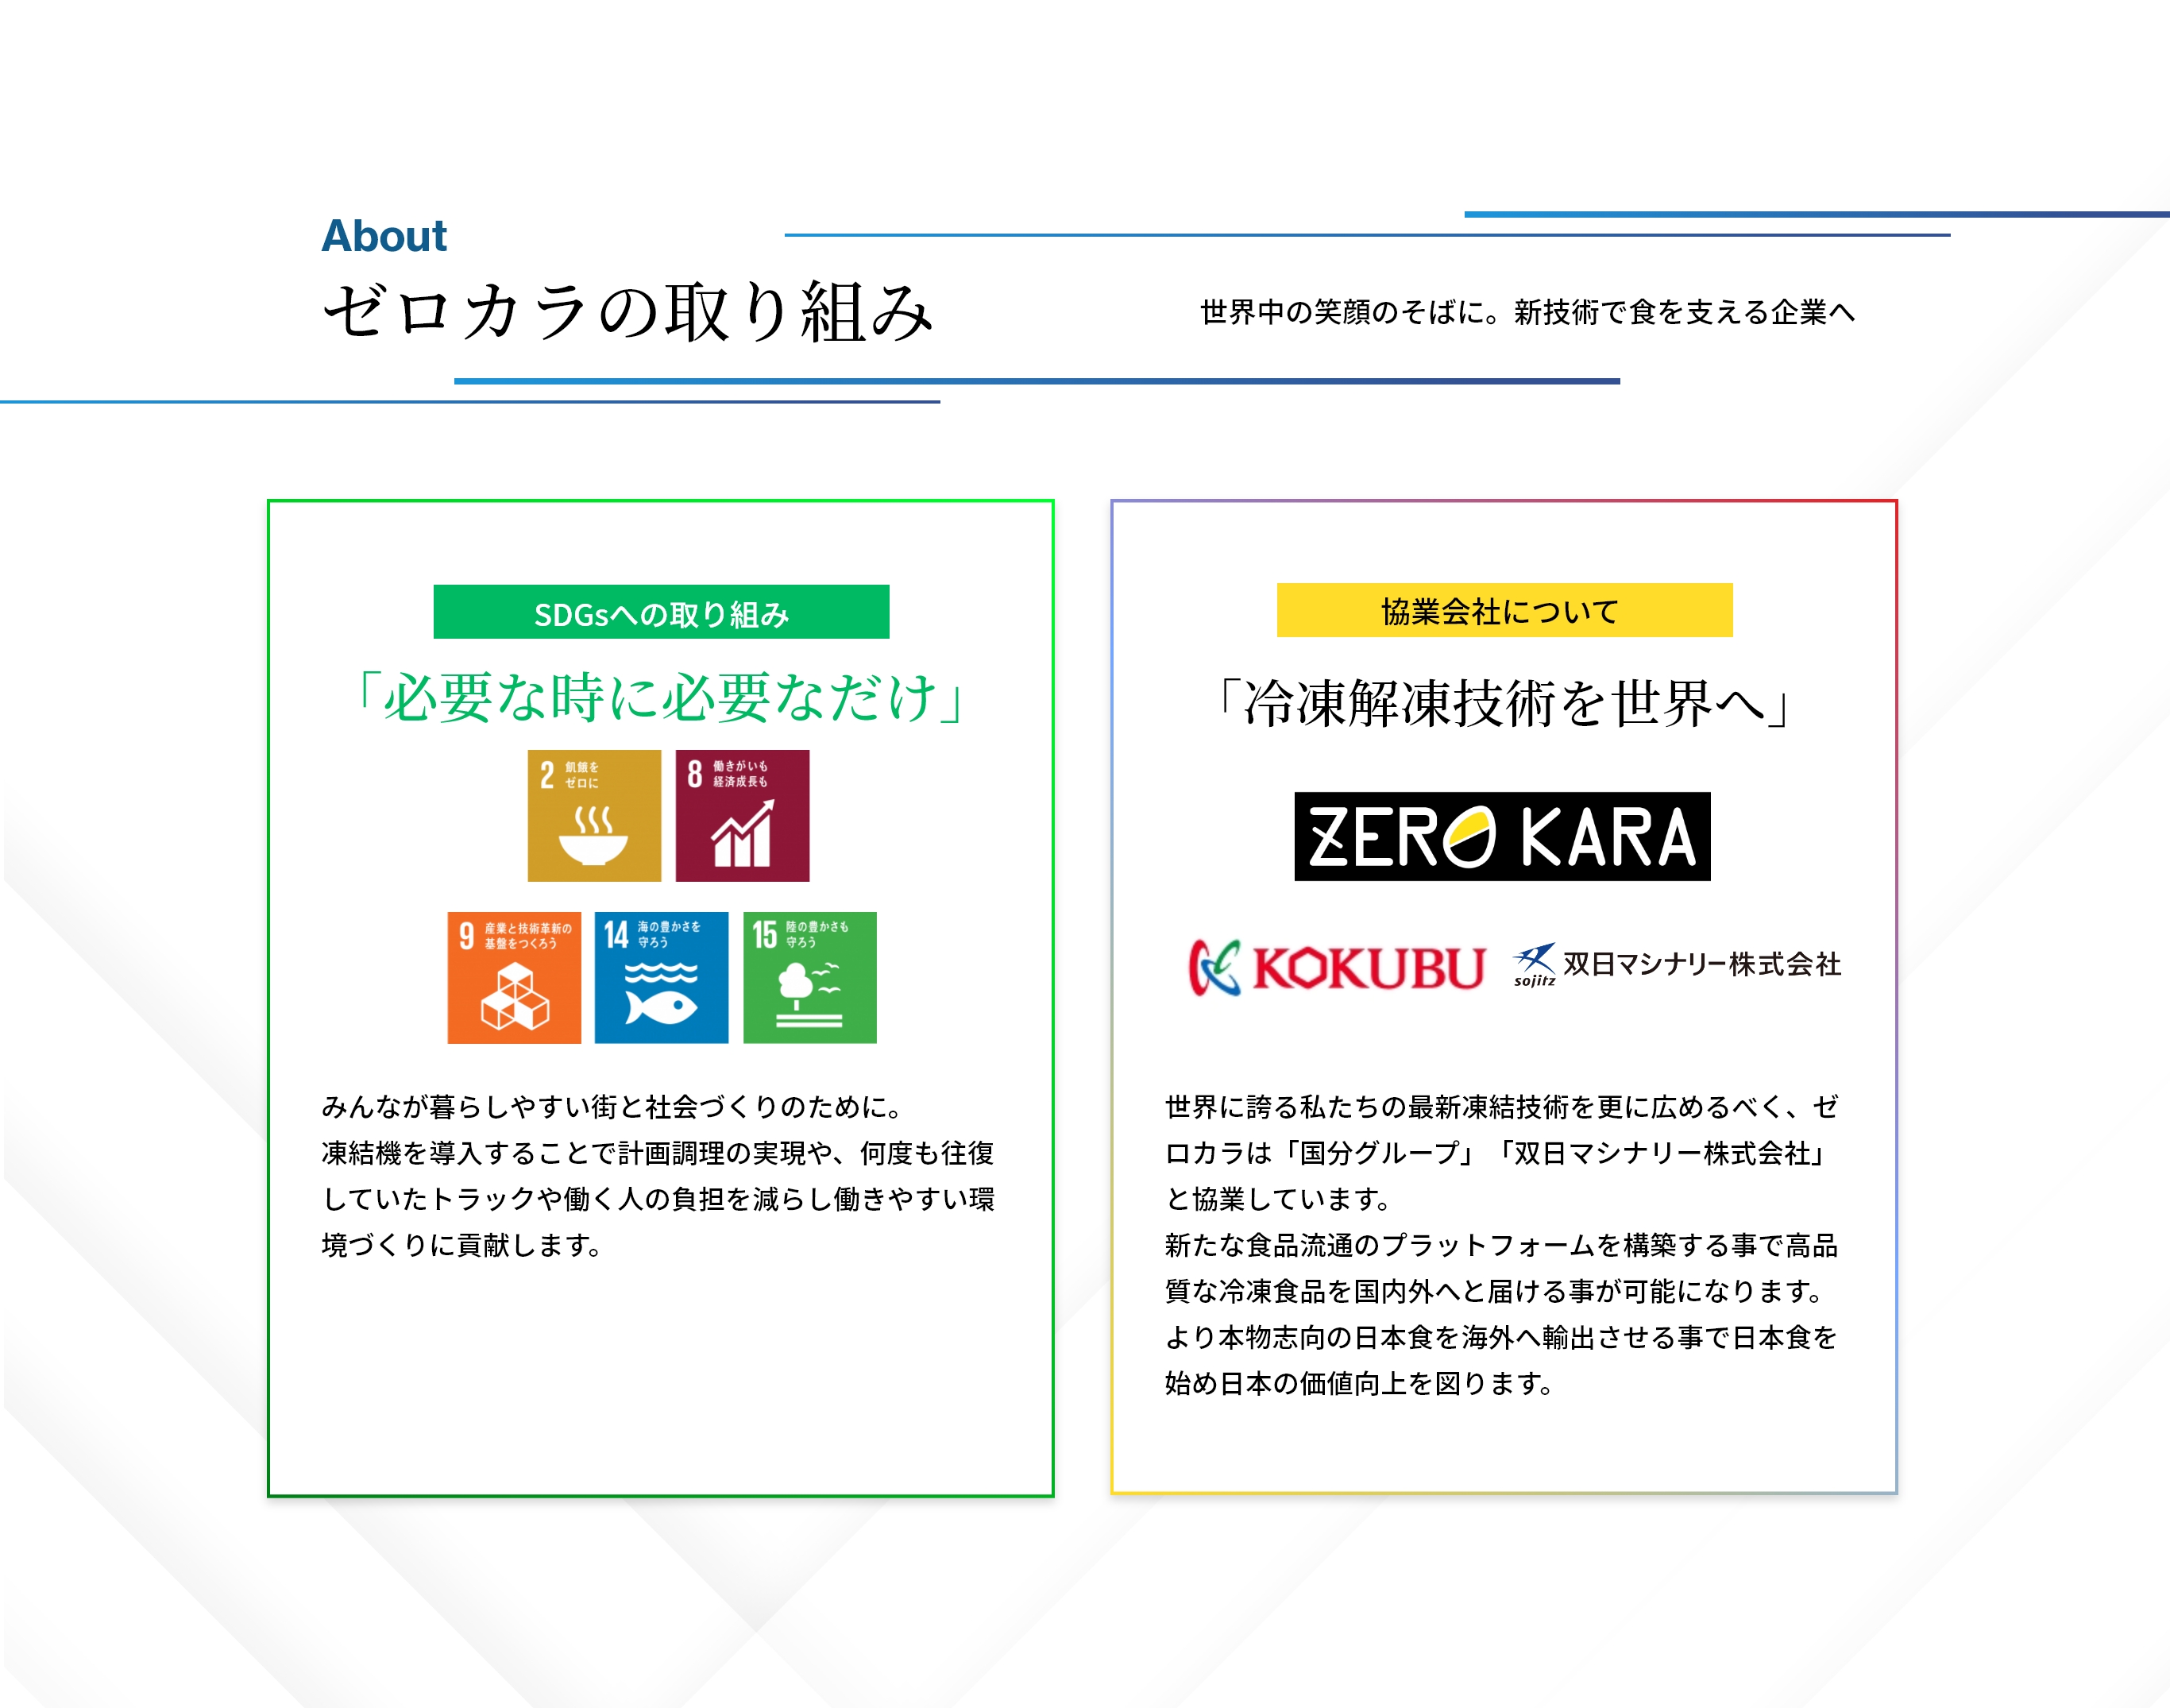 About
ゼロカラの取り組み
世界中の笑顔のそばに。新技術で食を支える企業へ
SDGsへの取り組み
「必要な時に必要なだけ」
2 飢餓を
ゼロに
8 働きがいも
経済成長も
9 産業と技術革新の
基盤をつくろう
14 海の豊かさを
守ろう
15 陸の豊かさも
守ろう
みんなが暮らしやすい街と社会づくりのために。
凍結機を導入することで計画調理の実現や、何度も往復
していたトラックや働く人の負担を減らし働きやすい環
境づくりに貢献します。
協業会社について
「冷凍解凍技術を世界へ」
ZERO KARA
KOKUBU
sojitz 双日マシナリー株式会社
世界に誇る私たちの最新凍結技術を更に広めるべく、ゼ
ロカラは「国分グループ」「双日マシナリー株式会社」
と協業しています。
新たな食品流通のプラットフォームを構築する事で高品
質な冷凍食品を国内外へと届ける事が可能になります。
より本物志向の日本食を海外へ輸出させる事で日本食を
始め日本の価値向上を図ります。